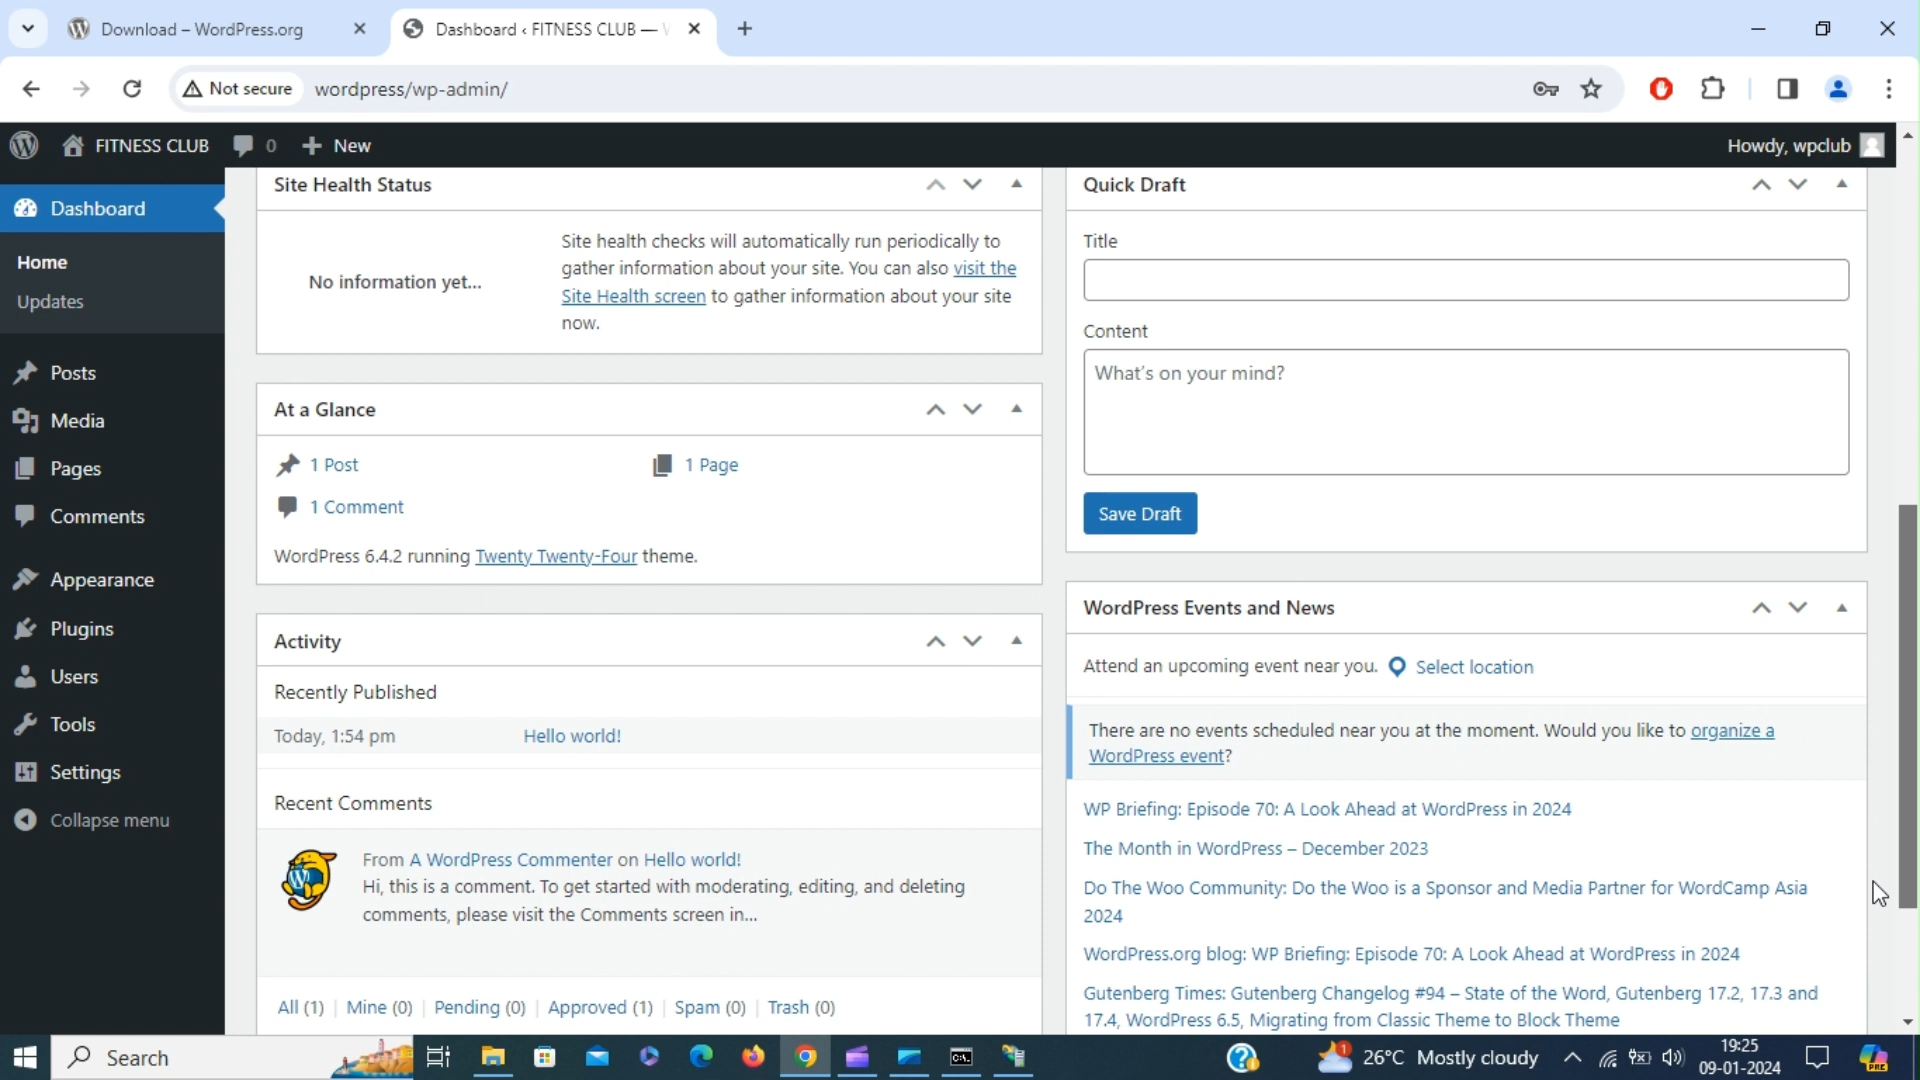 Download – WordPress.org
Dashboard ‹ FITNESS CLUB —
Not secure
wordpress/wp-admin/
FITNESS CLUB
0
New
Howdy, wpclub
Dashboard
Home
Updates
Posts
Media
Pages
Comments
Appearance
Plugins
Users
Tools
Settings
Collapse menu
Site Health Status
No information yet...
Site health checks will automatically run periodically to
gather information about your site. You can also visit the
Site Health screen to gather information about your site
now.
At a Glance
1 Post
1 Page
1 Comment
WordPress 6.4.2 running Twenty Twenty-Four theme.
Activity
Recently Published
Today, 1:54 pm
Hello world!
Recent Comments
From A WordPress Commenter on Hello world!
Hi, this is a comment. To get started with moderating, editing, and deleting
comments, please visit the Comments screen in...
All (1) | Mine (0) | Pending (0) | Approved (1) | Spam (0) | Trash (0)
Quick Draft
Title
Content
What's on your mind?
Save Draft
WordPress Events and News
Attend an upcoming event near you. Select location
There are no events scheduled near you at the moment. Would you like to organize a
WordPress event?
WP Briefing: Episode 70: A Look Ahead at WordPress in 2024
The Month in WordPress – December 2023
Do The Woo Community: Do the Woo is a Sponsor and Media Partner for WordCamp Asia
2024
WordPress.org blog: WP Briefing: Episode 70: A Look Ahead at WordPress in 2024
Gutenberg Times: Gutenberg Changelog #94 – State of the Word, Gutenberg 17.2, 17.3 and
17.4, WordPress 6.5, Migrating from Classic Theme to Block Theme
Search
26°C Mostly cloudy
19:25
09-01-2024